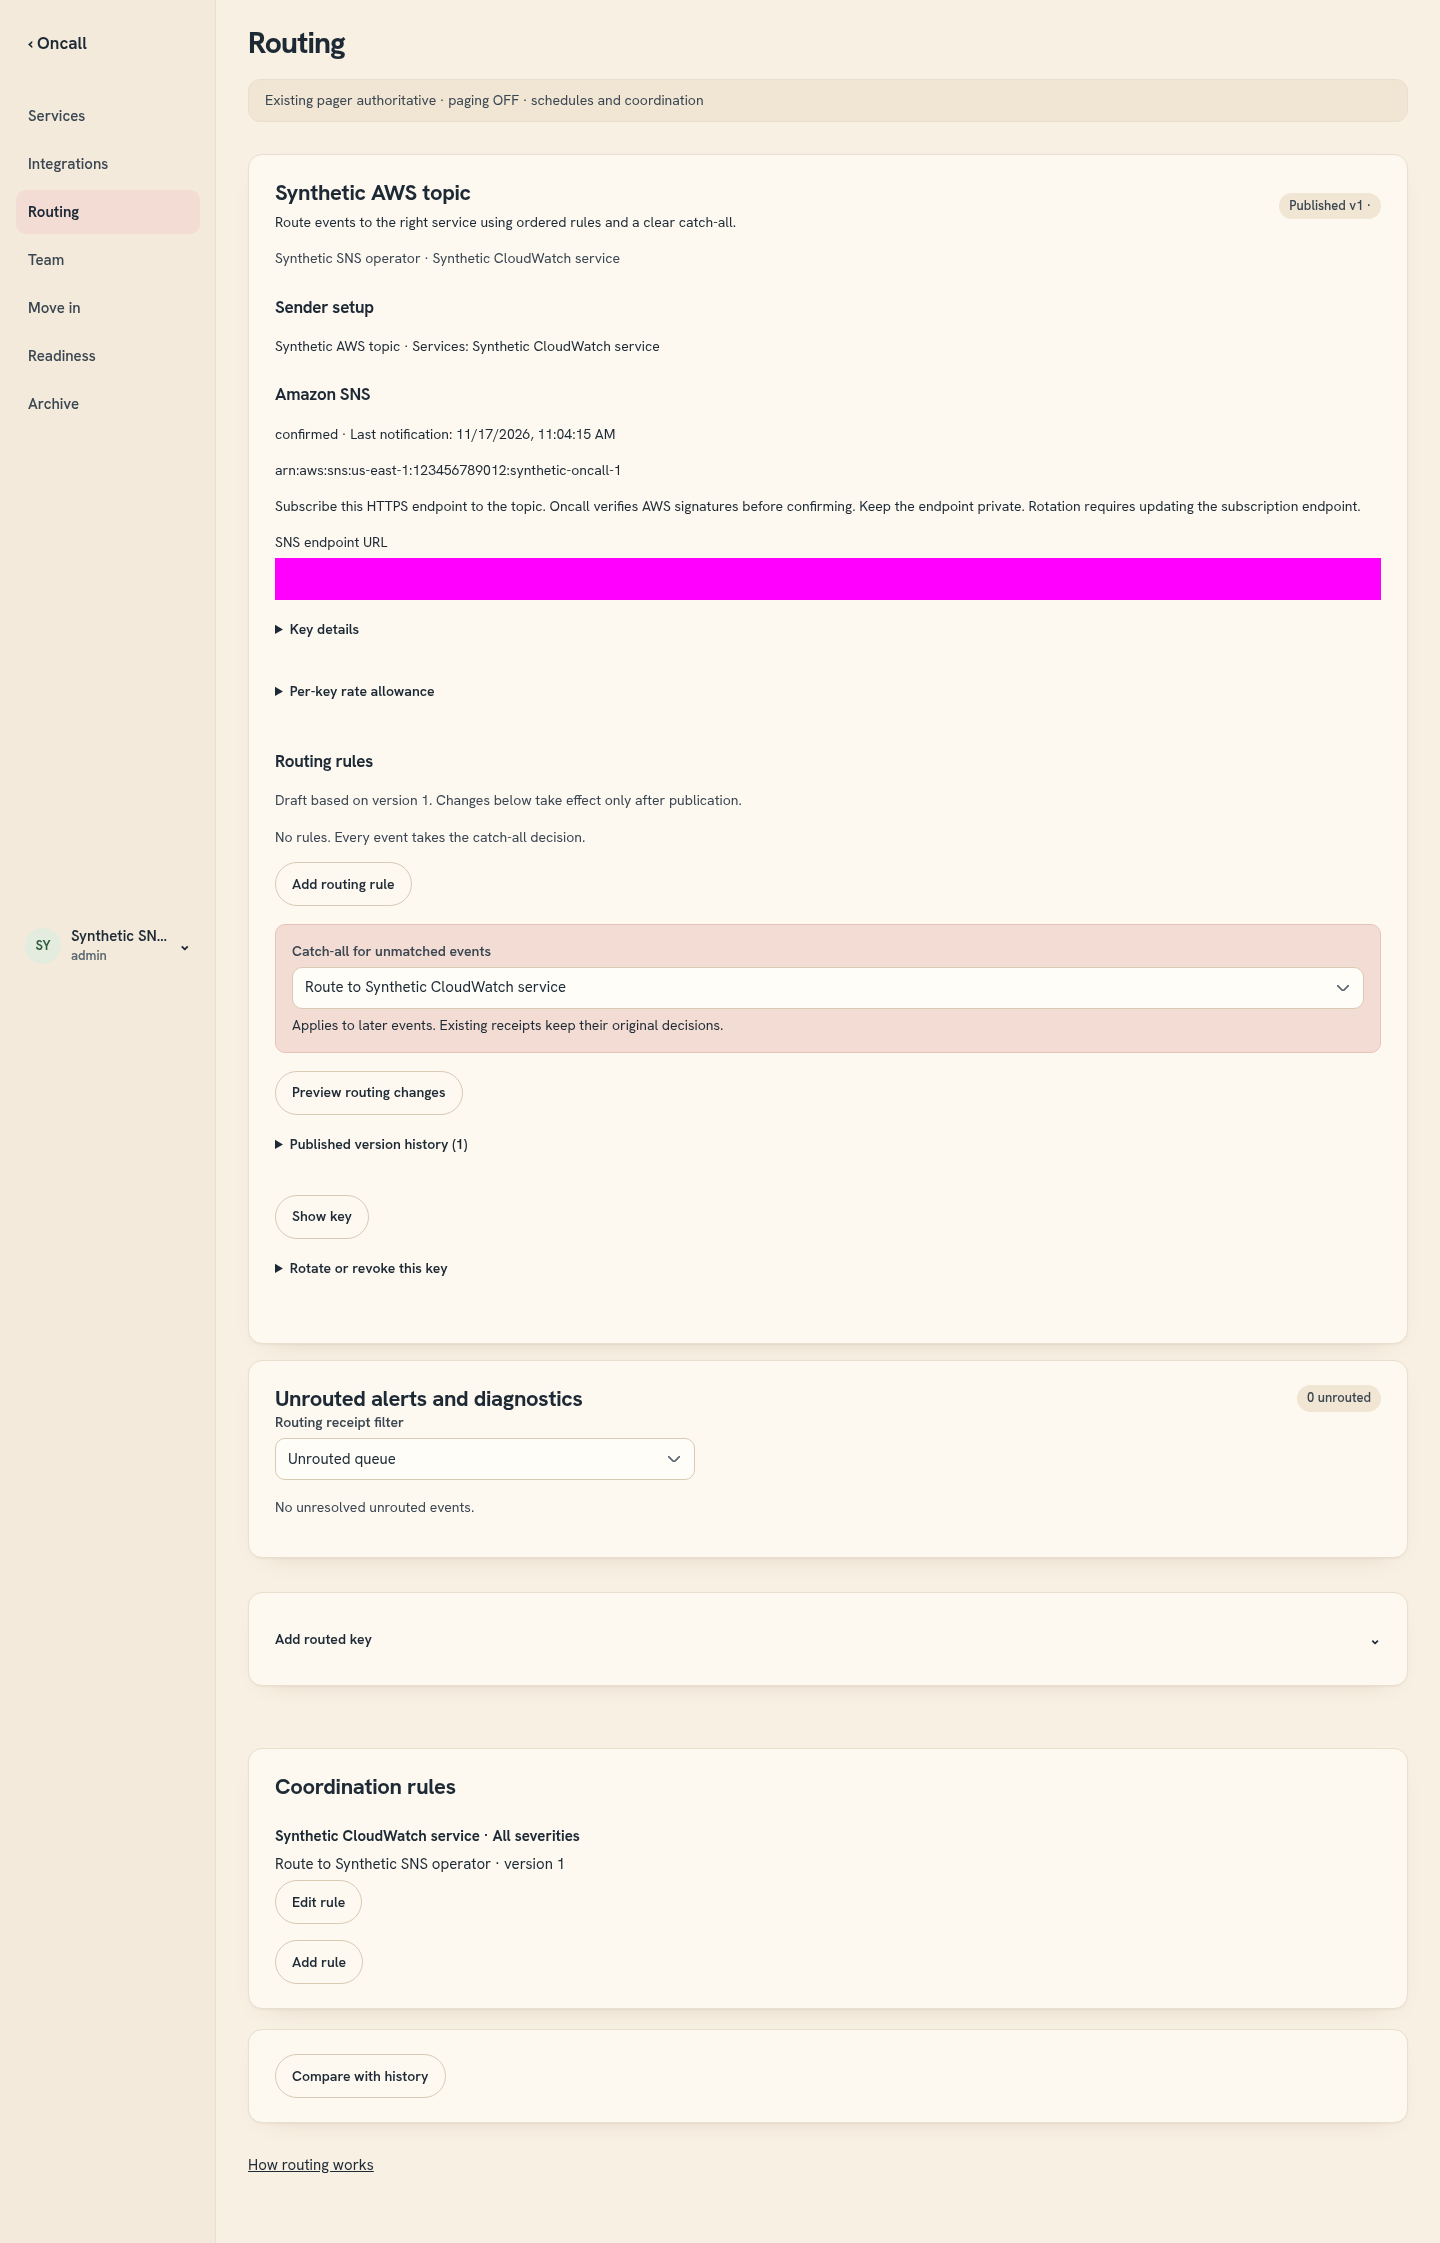 ‹ Oncall
Services
Integrations
Routing
Team
Move in
Readiness
Archive
SY
Synthetic SN...
admin
Routing
Existing pager authoritative · paging OFF · schedules and coordination
Synthetic AWS topic
Published v1 ·
Route events to the right service using ordered rules and a clear catch-all.
Synthetic SNS operator · Synthetic CloudWatch service
Sender setup
Synthetic AWS topic · Services: Synthetic CloudWatch service
Amazon SNS
confirmed · Last notification: 11/17/2026, 11:04:15 AM
arn:aws:sns:us-east-1:123456789012:synthetic-oncall-1
Subscribe this HTTPS endpoint to the topic. Oncall verifies AWS signatures before confirming. Keep the endpoint private. Rotation requires updating the subscription endpoint.
SNS endpoint URL
Key details
Per-key rate allowance
Routing rules
Draft based on version 1. Changes below take effect only after publication.
No rules. Every event takes the catch-all decision.
Add routing rule
Catch-all for unmatched events
Route to Synthetic CloudWatch service
Applies to later events. Existing receipts keep their original decisions.
Preview routing changes
Published version history (1)
Show key
Rotate or revoke this key
Unrouted alerts and diagnostics
0 unrouted
Routing receipt filter
Unrouted queue
No unresolved unrouted events.
Add routed key
Coordination rules
Synthetic CloudWatch service · All severities
Route to Synthetic SNS operator · version 1
Edit rule
Add rule
Compare with history
How routing works